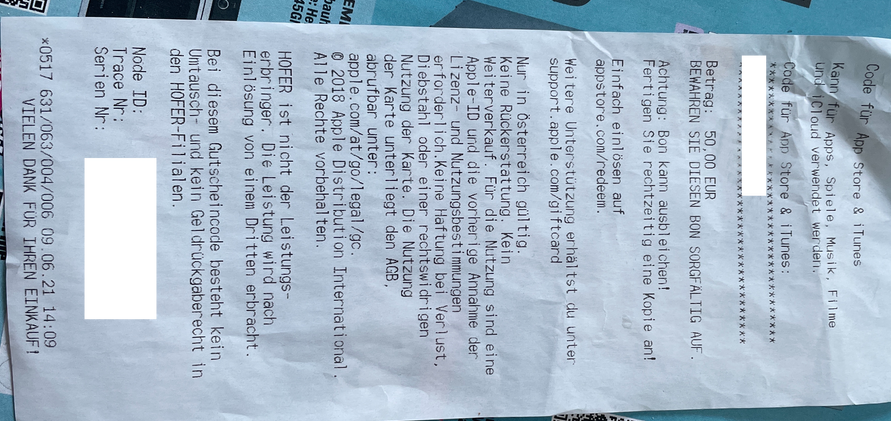 Code für App Store & iTunes
Kann für Apps, Spiele, Musik, Filme
und iCloud verwendet werden.
Code für App Store & iTunes:
***********************************
***********************************
Betrag: 50,00 EUR
BEWAHREN SIE DIESEN BON SORGFÄLTIG AUF.
Achtung: Bon kann ausbleichen!
Fertigen Sie rechtzeitig eine Kopie an!
Einfach einlösen auf
appstore.com/redeem.
Weitere Unterstützung erhältst du unter
support.apple.com/giftcard
Nur in Österreich gültig.
Keine Rückerstattung. Kein
Weiterverkauf. Für die Nutzung sind eine
Apple-ID und die vorherige Annahme der
Lizenz- und Nutzungsbestimmungen
erforderlich.Keine Haftung bei Verlust,
Diebstahl oder einer rechtswidrigen
Nutzung der Karte. Die Nutzung
der Karte unterliegt den AGB,
abrufbar unter:
apple.com/at/go/legal/gc.
© 2018 Apple Distribution International.
Alle Rechte vorbehalten.
HOFER ist nicht der Leistungs-
erbringer. Die Leistung wird nach
Einlösung von einem Dritten erbracht.
Bei diesem Gutscheincode besteht kein
Umtausch- und kein Geldrückgaberecht in
den HOFER-Filialen.
Node ID:
Trace Nr:
Serien Nr:
*0517 631/063/004/006 09.06.21 14:09
VIELEN DANK FÜR IHREN EINKAUF!